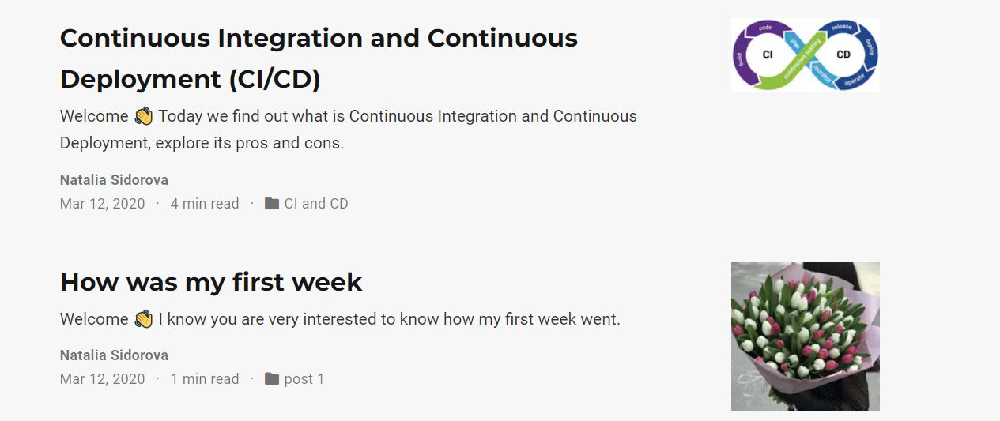 Continuous Integration and Continuous
Deployment (CI/CD)
Welcome 👏 Today we find out what is Continuous Integration and Continuous
Deployment, explore its pros and cons.
Natalia Sidorova
Mar 12, 2020 · 4 min read · CI and CD
code
build
CI
plan
continuous testing
release
deploy
CD
monitor
operate
How was my first week
Welcome 👏 I know you are very interested to know how my first week went.
Natalia Sidorova
Mar 12, 2020 · 1 min read · post 1